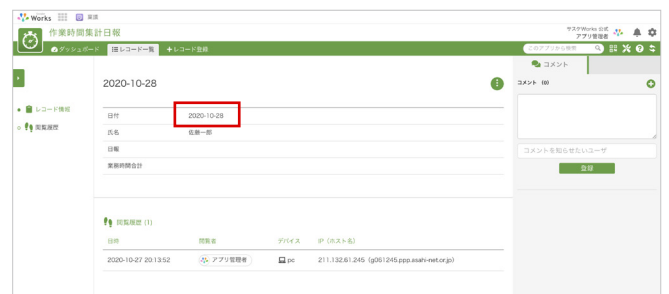 Works 業務
作業時間集計日報
サスケWorks 公式
アプリ管理者
ダッシュボード レコード一覧 +レコード登録
このアプリから検索
コメント
2020-10-28
コメント (0)
レコード情報
閲覧履歴
日付 2020-10-28
氏名 佐藤一郎
日報
業務時間合計
コメントを知らせたいユーザ
登録
閲覧履歴 (1)
日時 閲覧者 デバイス IP (ホスト名)
2020-10-27 20:13:52 アプリ管理者 pc 211.132.61.245 (g061245.ppp.asahi-net.or.jp)